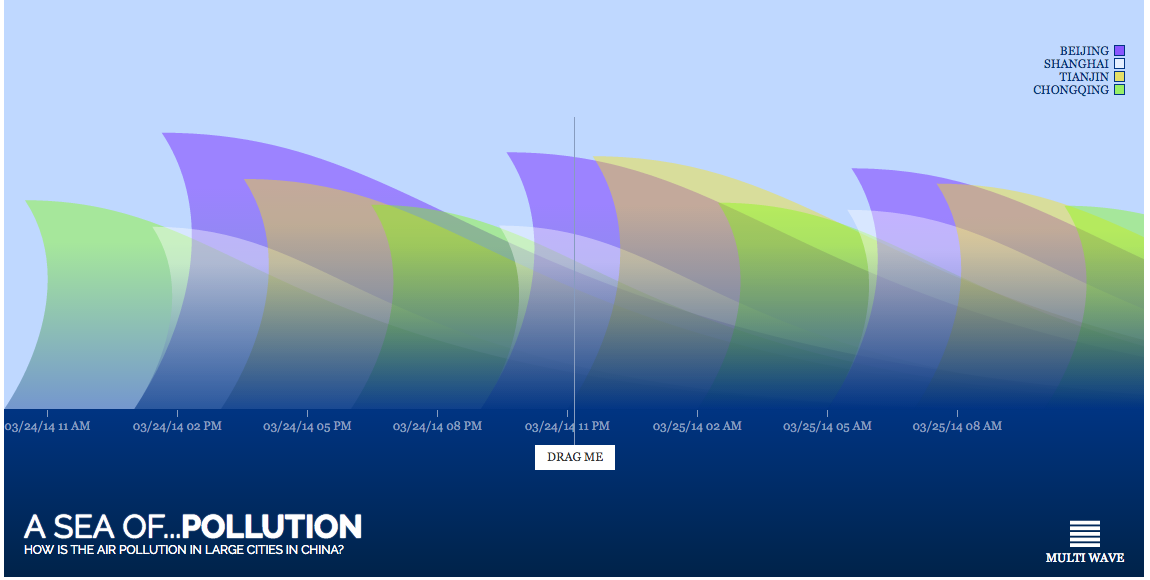 BEIJING
SHANGHAI
TIANJIN
CHONGQING
03/24/14 11 AM 03/24/14 02 PM 03/24/14 05 PM 03/24/14 08 PM 03/24/14 11 PM 03/25/14 02 AM 03/25/14 05 AM 03/25/14 08 AM
DRAG ME
A SEA OF...POLLUTION
HOW IS THE AIR POLLUTION IN LARGE CITIES IN CHINA?
MULTI WAVE